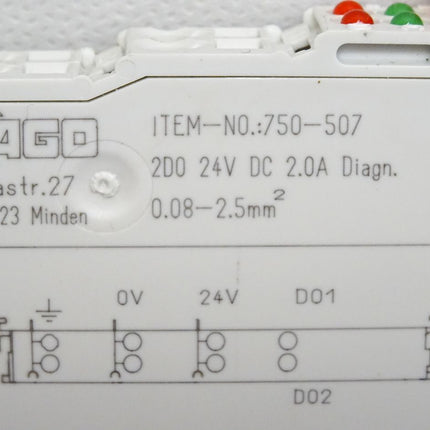 AGO
ITEM-NO.:750-507
2DO 24V DC 2.0A Diagn.
0.08-2.5mm²
astr.27
23 Minden
0V 24V DO1
DO2